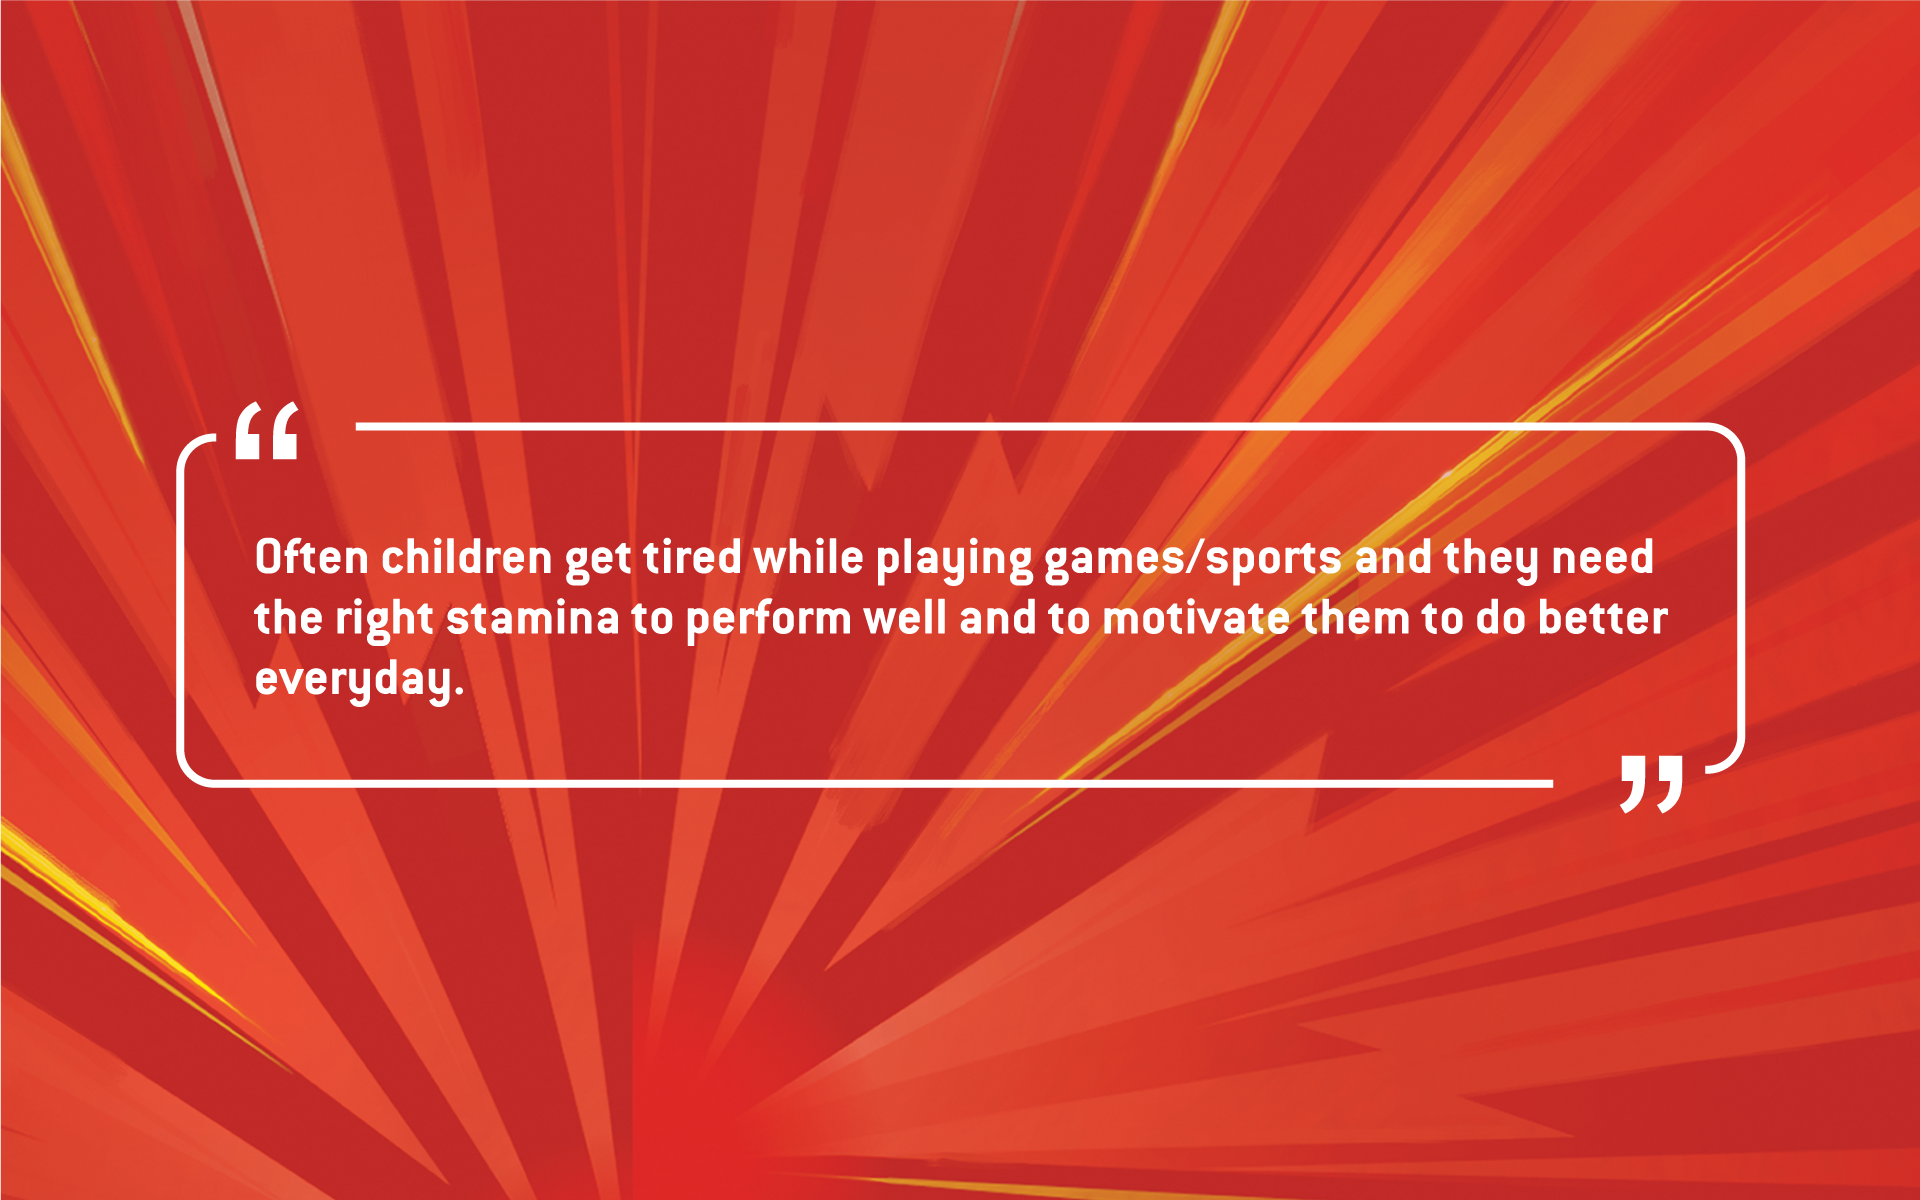 “
Often children get tired while playing games/sports and they need
the right stamina to perform well and to motivate them to do better
everyday.
”